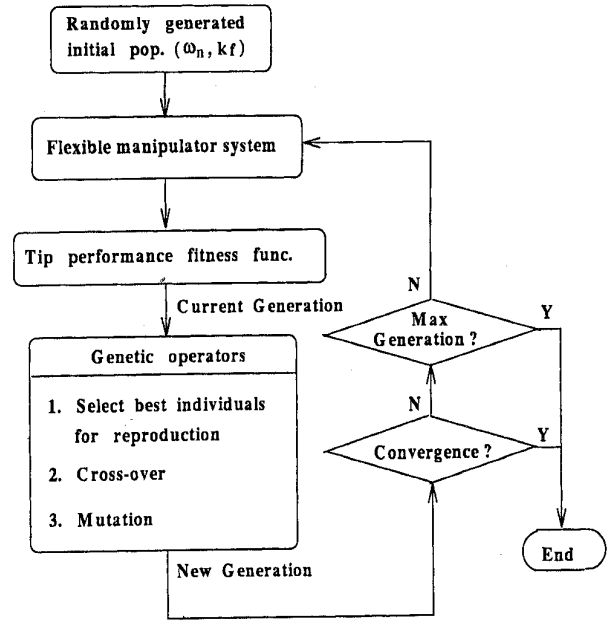 Randomly generated
initial pop. (ωn, kf)
Flexible manipulator system
Tip performance fitness func.
Current Generation
Genetic operators
1. Select best individuals
for reproduction
2. Cross-over
3. Mutation
New Generation
N
Max
Generation ?
Y
N
Convergence ?
Y
End